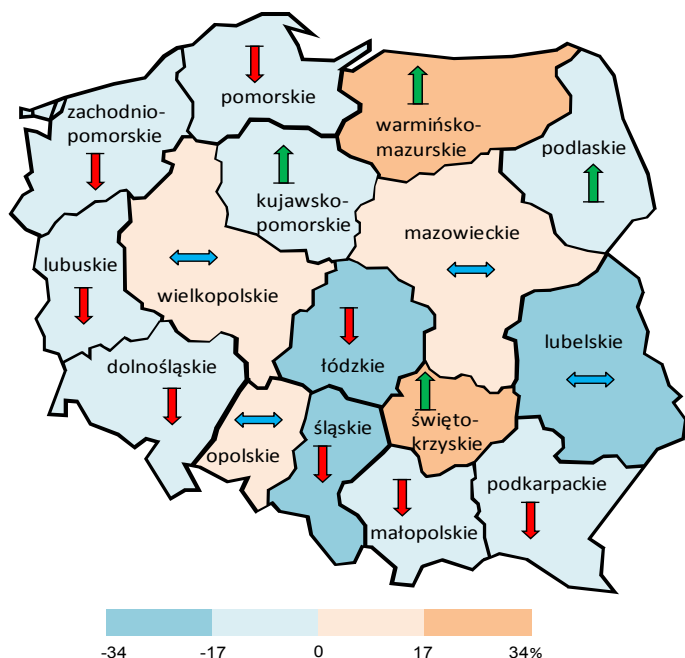 pomorskie
zachodnio-
pomorskie
warmińsko-
mazurskie
podlaskie
kujawsko-
pomorskie
mazowieckie
lubuskie
wielkopolskie
lubelskie
dolnośląskie
łódzkie
święto-
krzyskie
śląskie
opolskie
podkarpackie
małopolskie
-34 -17 0 17 34%